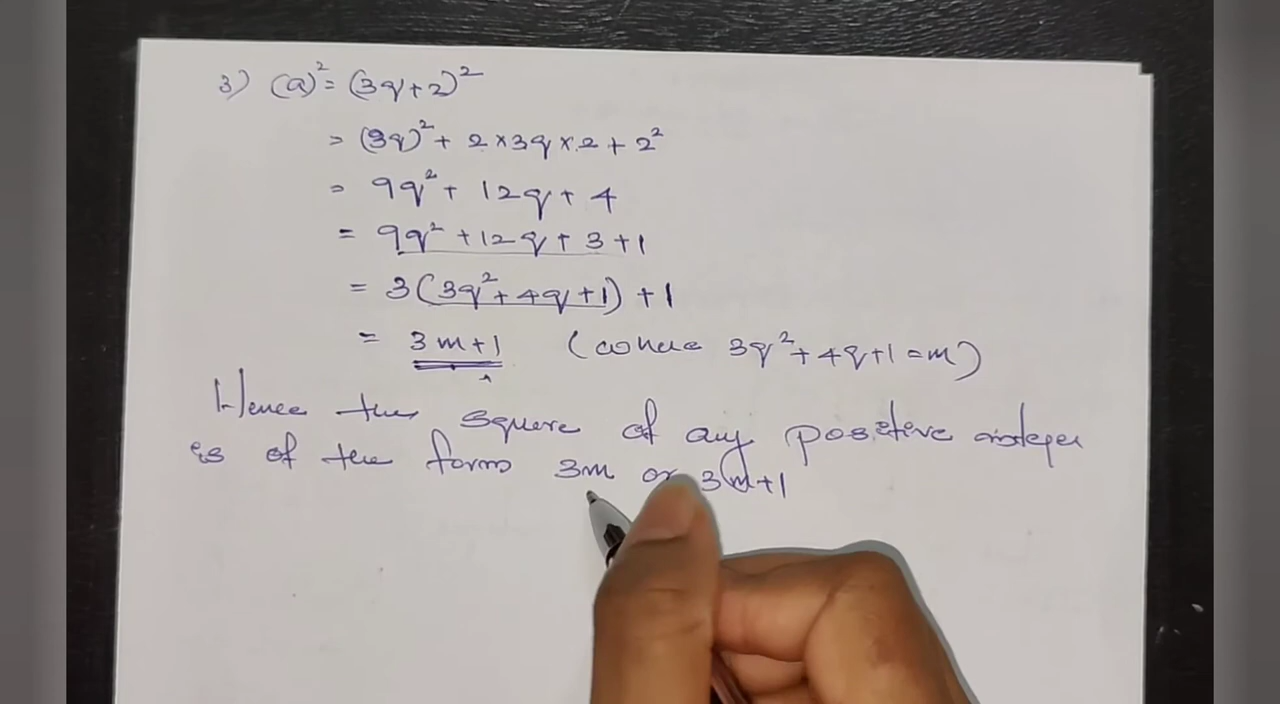 3) (a)² = (3q+2)²
= (3q)² + 2×3q×2 + 2²
= 9q² + 12q + 4
= 9q² + 12q + 3 + 1
= 3(3q² + 4q + 1) + 1
= 3m+1 (where 3q² + 4q + 1 = m)
Hence the square of any positive integer
is of the form 3m or 3m+1